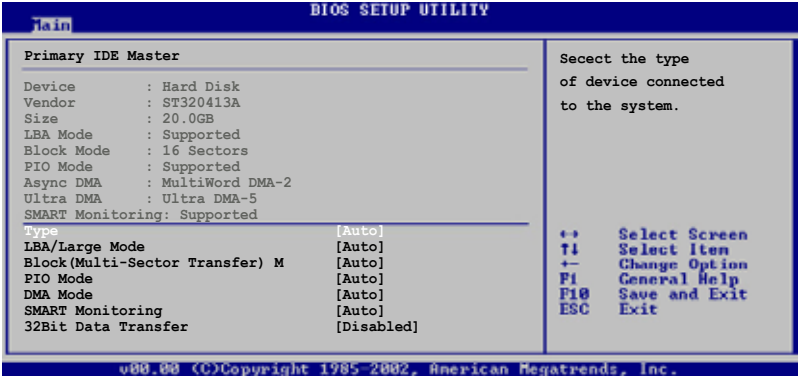 BIOS SETUP UTILITY
Main
Primary IDE Master
Device : Hard Disk
Vendor : ST320413A
Size : 20.0GB
LBA Mode : Supported
Block Mode : 16 Sectors
PIO Mode : Supported
Async DMA : MultiWord DMA-2
Ultra DMA : Ultra DMA-5
SMART Monitoring: Supported
Type [Auto]
LBA/Large Mode [Auto]
Block(Multi-Sector Transfer) M [Auto]
PIO Mode [Auto]
DMA Mode [Auto]
SMART Monitoring [Auto]
32Bit Data Transfer [Disabled]
Secect the type
of device connected
to the system.
↔ Select Screen
↑↓ Select Item
+- Change Option
F1 General Help
F10 Save and Exit
ESC Exit
v00.00 (C)Copyright 1985-2002, American Megatrends, Inc.